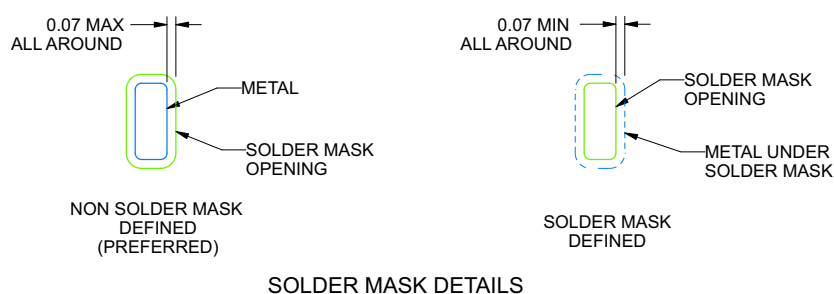 0.07 MAX
ALL AROUND
METAL
SOLDER MASK
OPENING
NON SOLDER MASK
DEFINED
(PREFERRED)
0.07 MIN
ALL AROUND
SOLDER MASK
OPENING
METAL UNDER
SOLDER MASK
SOLDER MASK
DEFINED
SOLDER MASK DETAILS